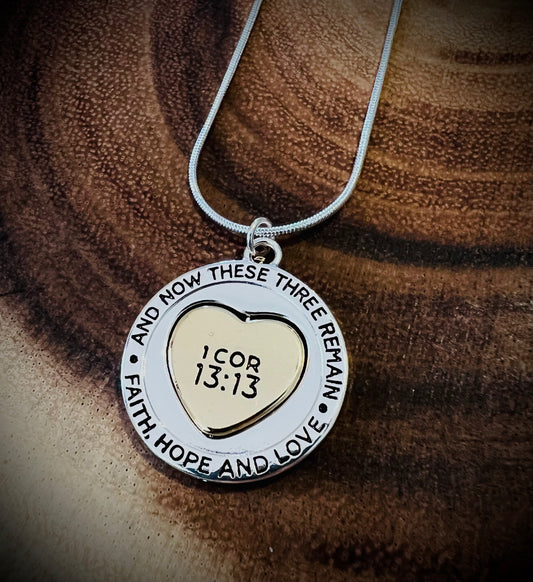 • AND NOW THESE THREE REMAIN •
FAITH, HOPE AND LOVE
1 COR
13:13